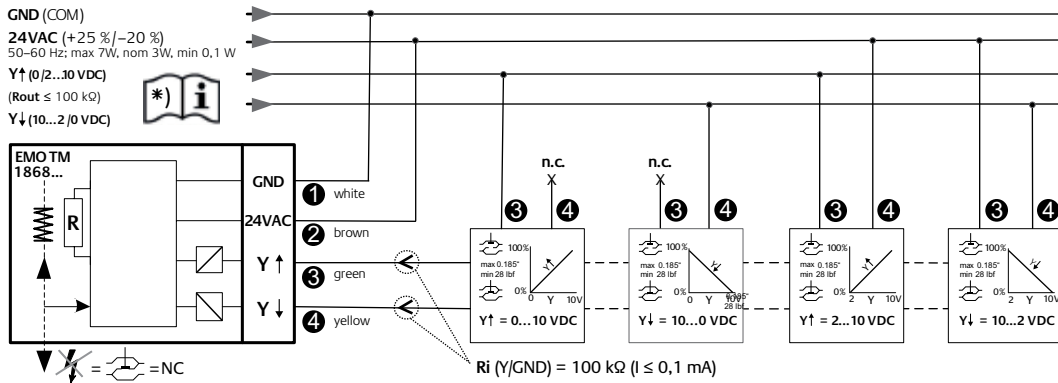 GND (COM)
24VAC (+25 %/–20 %)
50–60 Hz; max 7W, nom 3W, min 0,1 W
Y↑ (0/2...10 VDC)
(Rout ≤ 100 kΩ)
Y↓ (10...2/0 VDC)
*) i
EMO TM
1868...
R
GND
24VAC
Y ↑
Y ↓
1 white
2 brown
3 green
4 yellow
= = NC
n.c.
X
n.c.
X
3 4 3 4 3 4 3 4
100%
max 0.185"
min 28 lbf
0%
Y↑
0 Y 10V
Y↑ = 0...10 VDC
100%
max 0.185"
min 28 lbf
0%
Y↓
0 Y 10V
0.185"
28 lbf
Y↓ = 10...0 VDC
100%
max 0.185"
min 28 lbf
0%
Y↑
2 Y 10V
Y↑ = 2...10 VDC
100%
max 0.185"
min 28 lbf
0%
Y↓
2 Y 10V
Y↓ = 10...2 VDC
Ri (Y/GND) = 100 kΩ (I ≤ 0,1 mA)